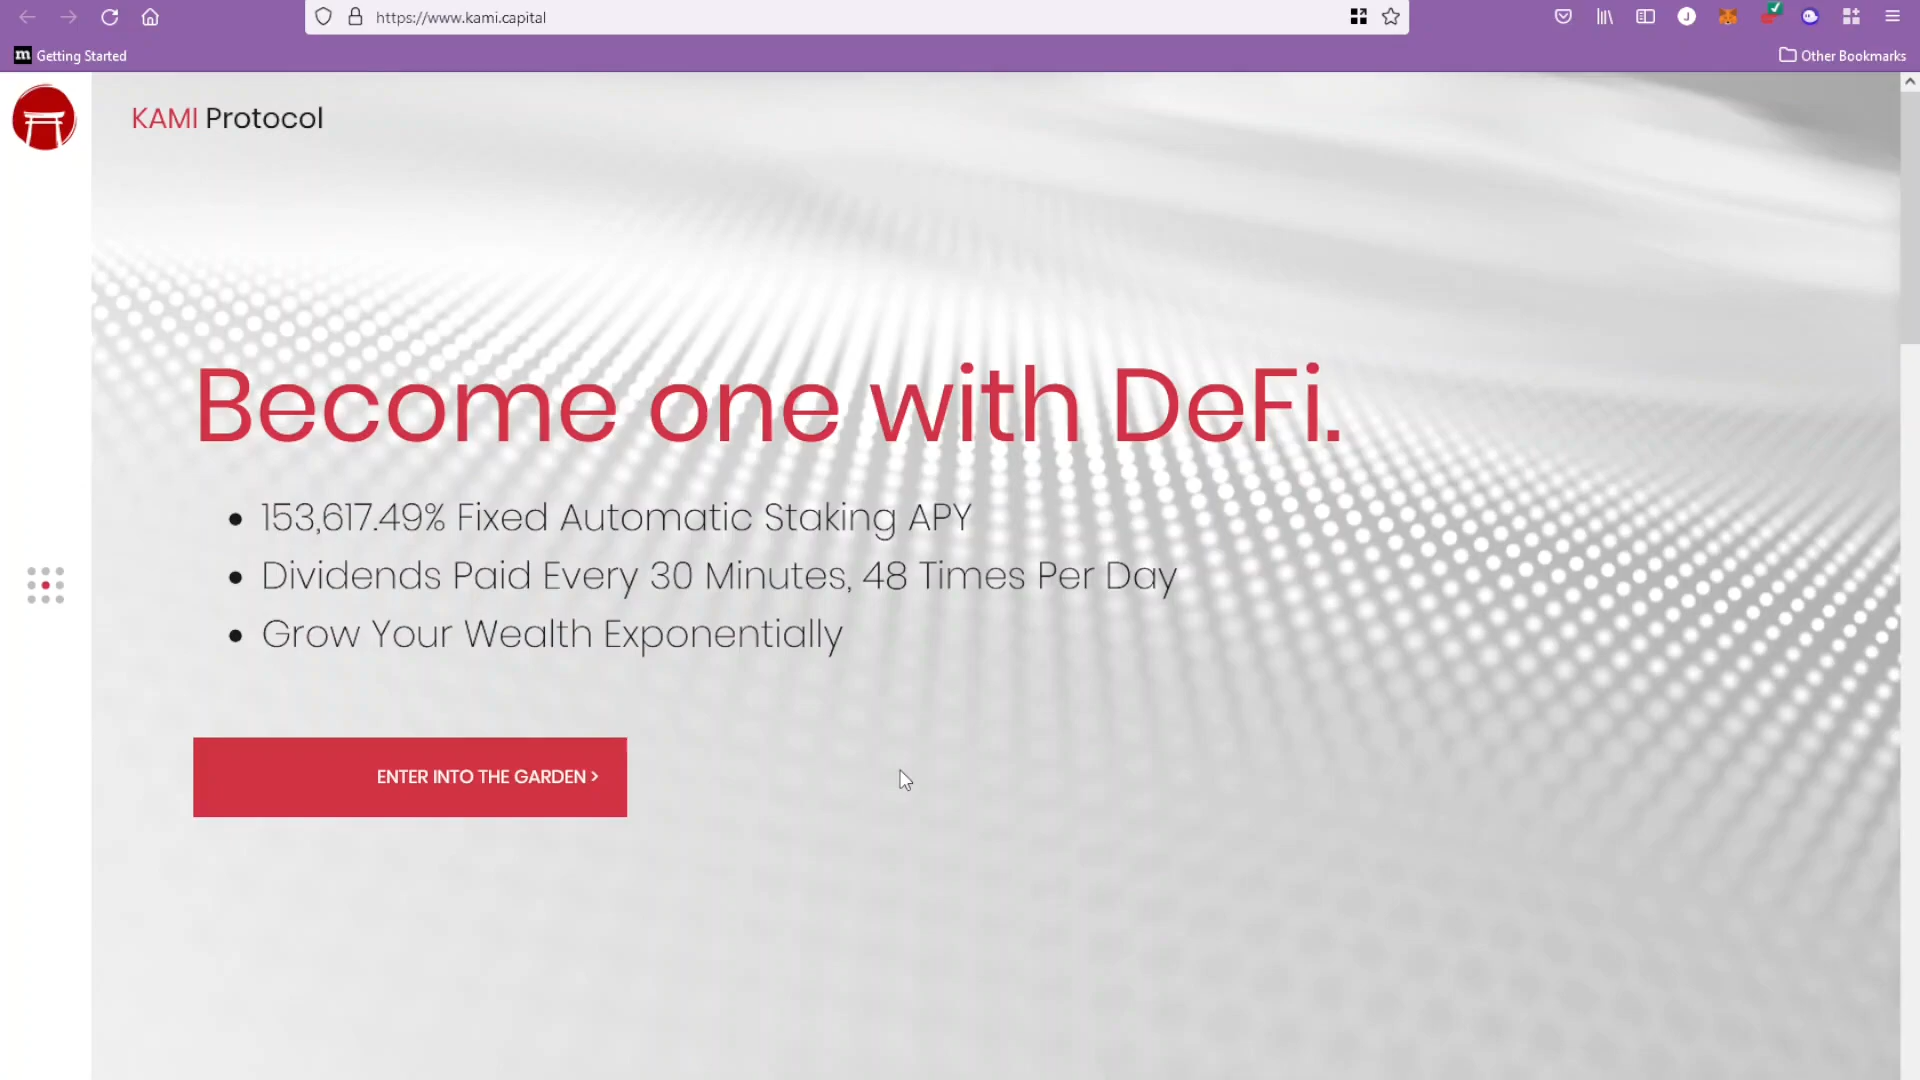 https://www.kami.capital
J
m Getting Started
Other Bookmarks
KAMI Protocol
Become one with DeFi.
• 153,617.49% Fixed Automatic Staking APY
• Dividends Paid Every 30 Minutes, 48 Times Per Day
• Grow Your Wealth Exponentially
ENTER INTO THE GARDEN >